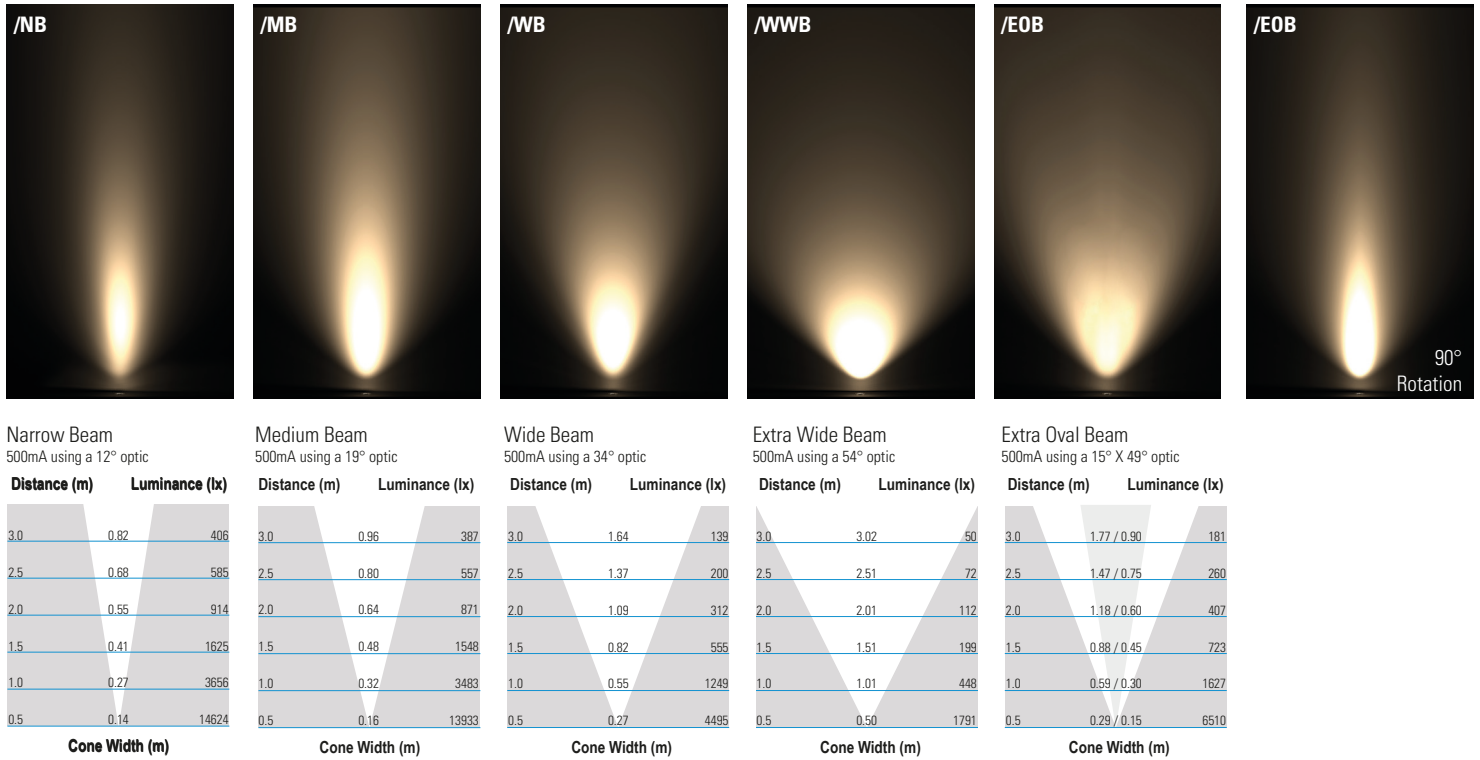 /NB
/MB
/WB
/WWB
/EOB
/EOB
90°
Rotation
Narrow Beam
500mA using a 12° optic
Distance (m) Luminance (lx)
3.0 0.82 406
2.5 0.68 585
2.0 0.55 914
1.5 0.41 1625
1.0 0.27 3656
0.5 0.14 14624
Cone Width (m)
Medium Beam
500mA using a 19° optic
Distance (m) Luminance (lx)
3.0 0.96 387
2.5 0.80 557
2.0 0.64 871
1.5 0.48 1548
1.0 0.32 3483
0.5 0.16 13933
Cone Width (m)
Wide Beam
500mA using a 34° optic
Distance (m) Luminance (lx)
3.0 1.64 139
2.5 1.37 200
2.0 1.09 312
1.5 0.82 555
1.0 0.55 1249
0.5 0.27 4495
Cone Width (m)
Extra Wide Beam
500mA using a 54° optic
Distance (m) Luminance (lx)
3.0 3.02 50
2.5 2.51 72
2.0 2.01 112
1.5 1.51 199
1.0 1.01 448
0.5 0.50 1791
Cone Width (m)
Extra Oval Beam
500mA using a 15° X 49° optic
Distance (m) Luminance (lx)
3.0 1.77 / 0.90 181
2.5 1.47 / 0.75 260
2.0 1.18 / 0.60 407
1.5 0.88 / 0.45 723
1.0 0.59 / 0.30 1627
0.5 0.29 / 0.15 6510
Cone Width (m)